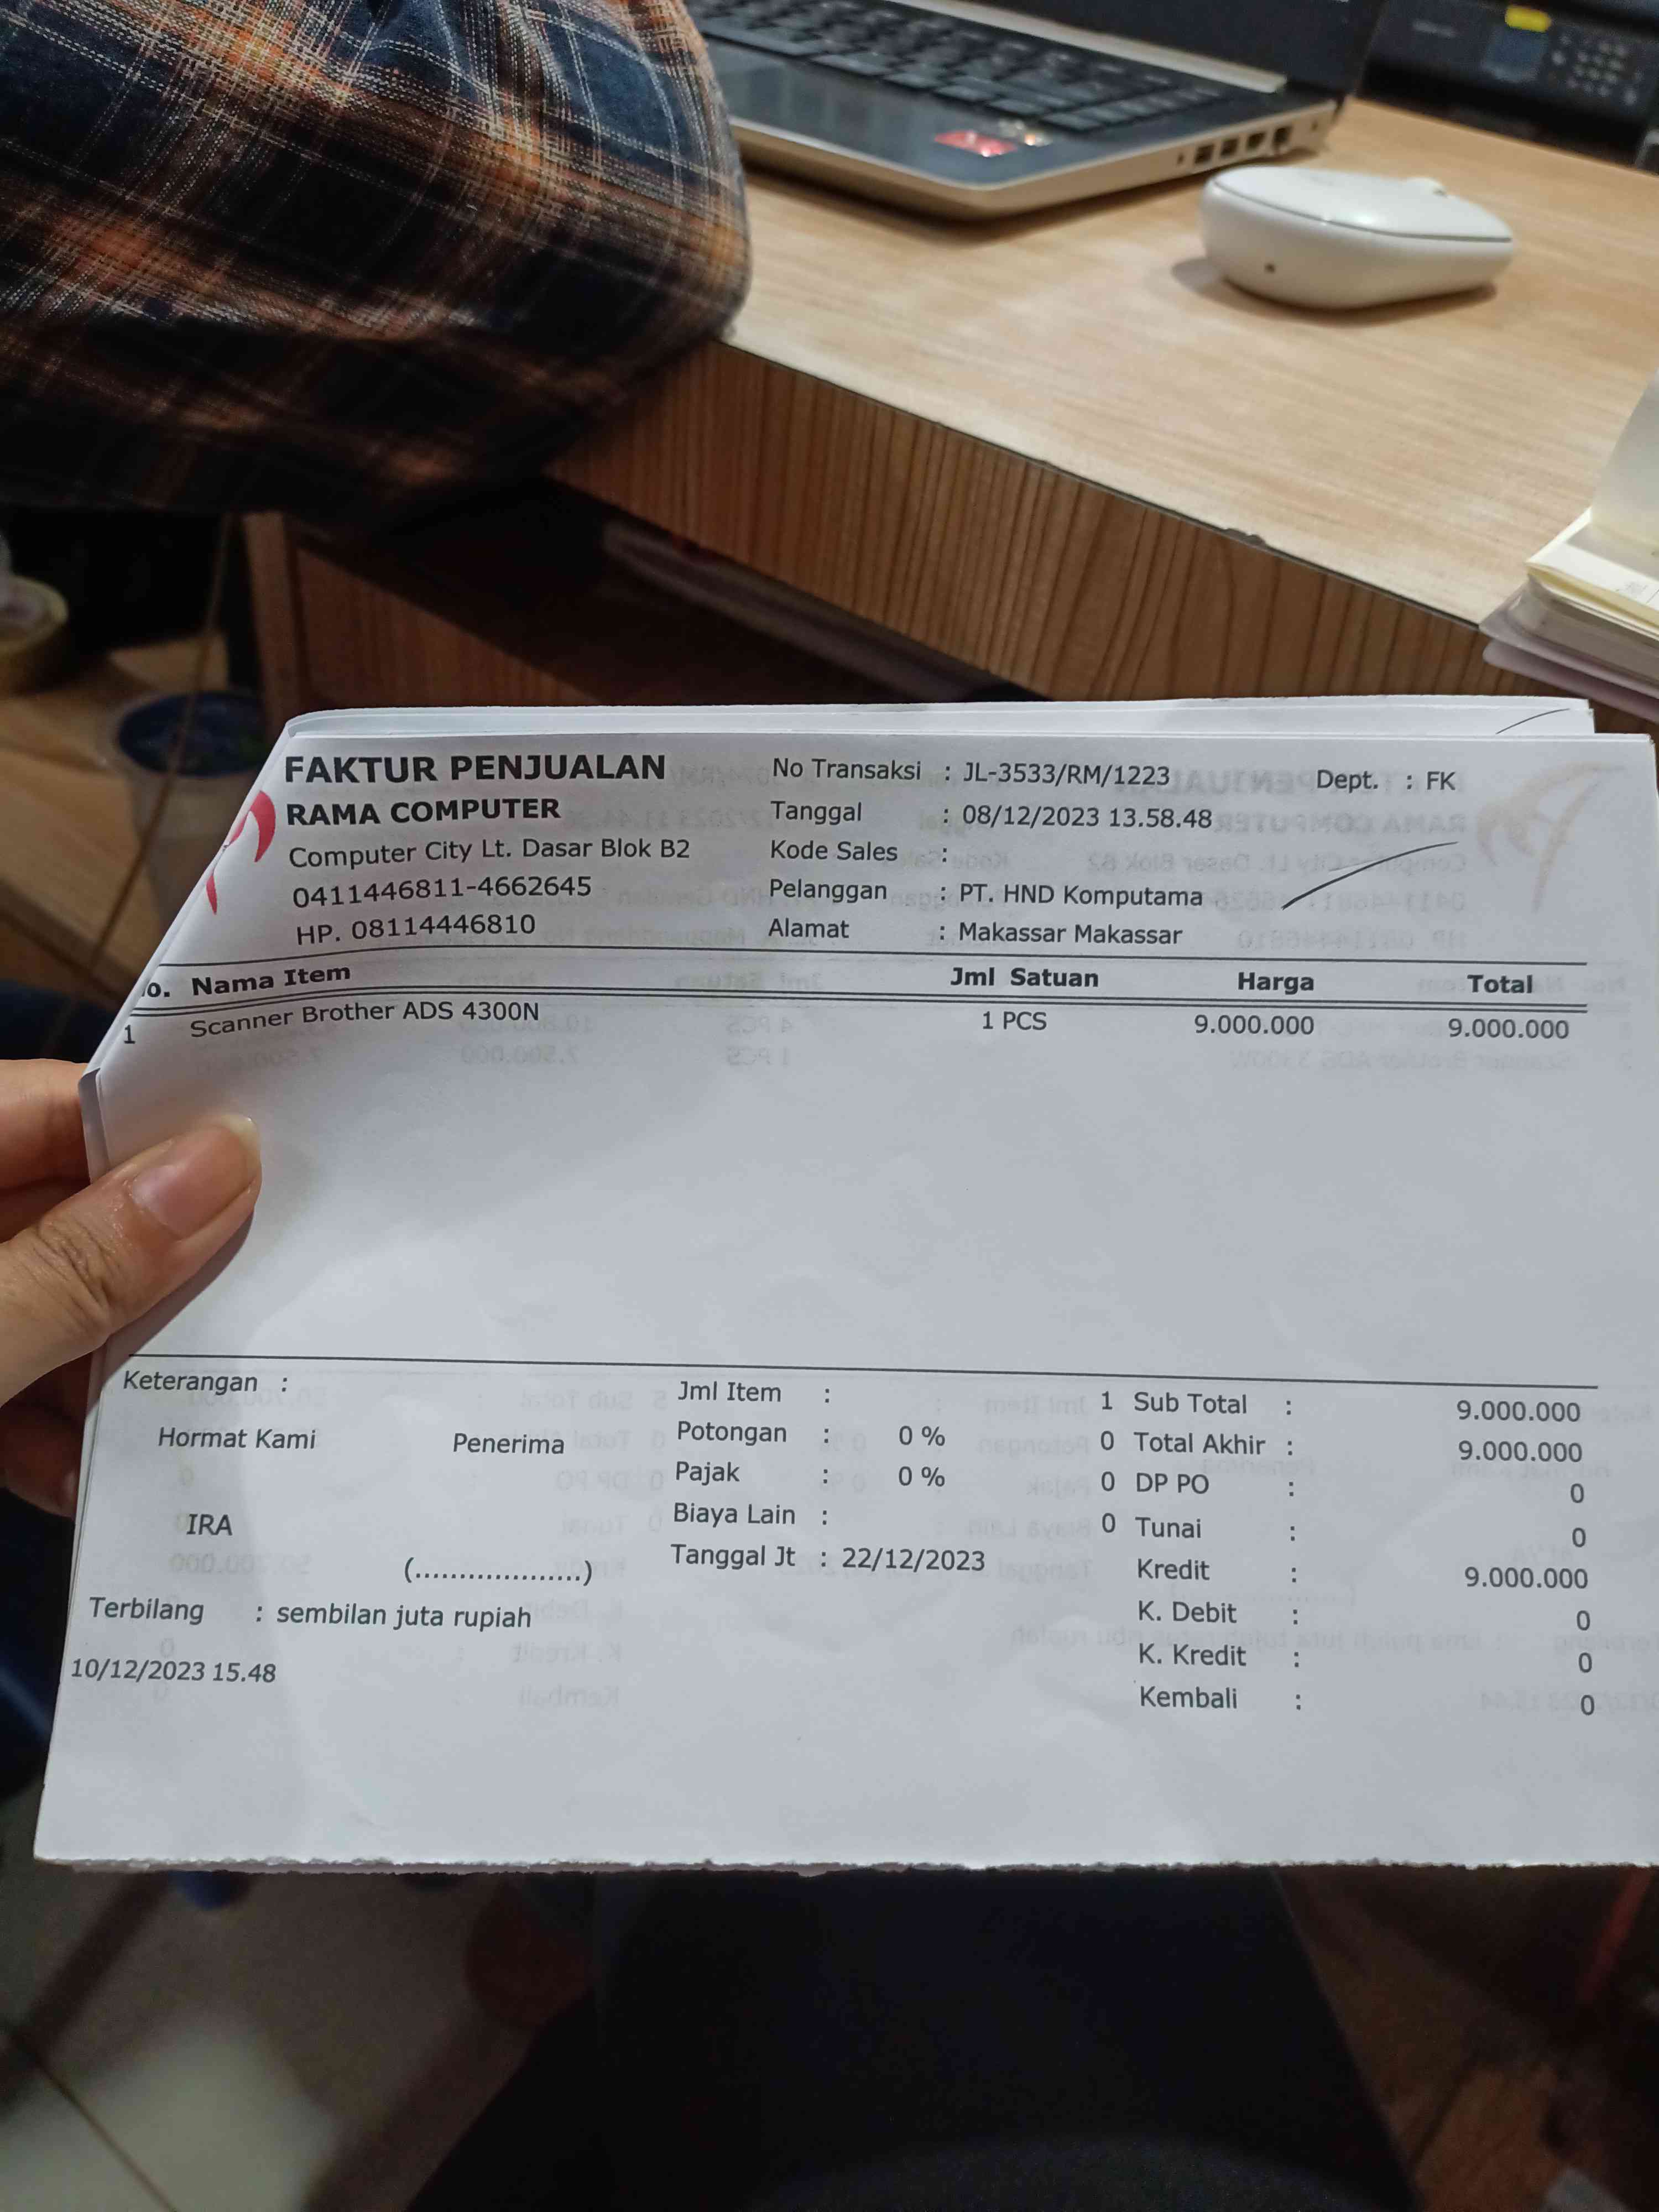 FAKTUR PENJUALAN
RAMA COMPUTER
Computer City Lt. Dasar Blok B2
0411446811-4662645
HP. 08114446810
No Transaksi : JL-3533/RM/1223 Dept. : FK
Tanggal : 08/12/2023 13.58.48
Kode Sales :
Pelanggan : PT. HND Komputama
Alamat : Makassar Makassar
o. Nama Item Jml Satuan Harga Total
1 Scanner Brother ADS 4300N 1 PCS 9.000.000 9.000.000
Keterangan :
Hormat Kami Penerima
IRA
(...................)
Jml Item : 1
Potongan : 0 % 0
Pajak : 0 % 0
Biaya Lain : 0
Tanggal Jt : 22/12/2023
Sub Total : 9.000.000
Total Akhir : 9.000.000
DP PO : 0
Tunai : 0
Kredit : 9.000.000
K. Debit : 0
K. Kredit : 0
Kembali : 0
Terbilang : sembilan juta rupiah
10/12/2023 15.48